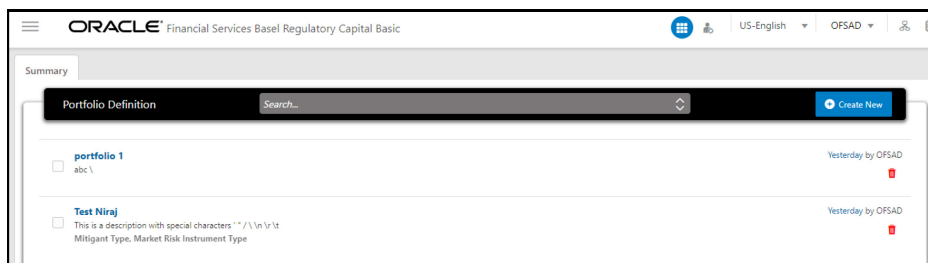 ORACLE® Financial Services Basel Regulatory Capital Basic
US-English
OFSAD
Summary
Portfolio Definition
Search...
Create New
portfolio 1
Yesterday by OFSAD
abc \
Test Niraj
Yesterday by OFSAD
This is a description with special characters ' " / \ \n \r \t
Mitigant Type, Market Risk Instrument Type